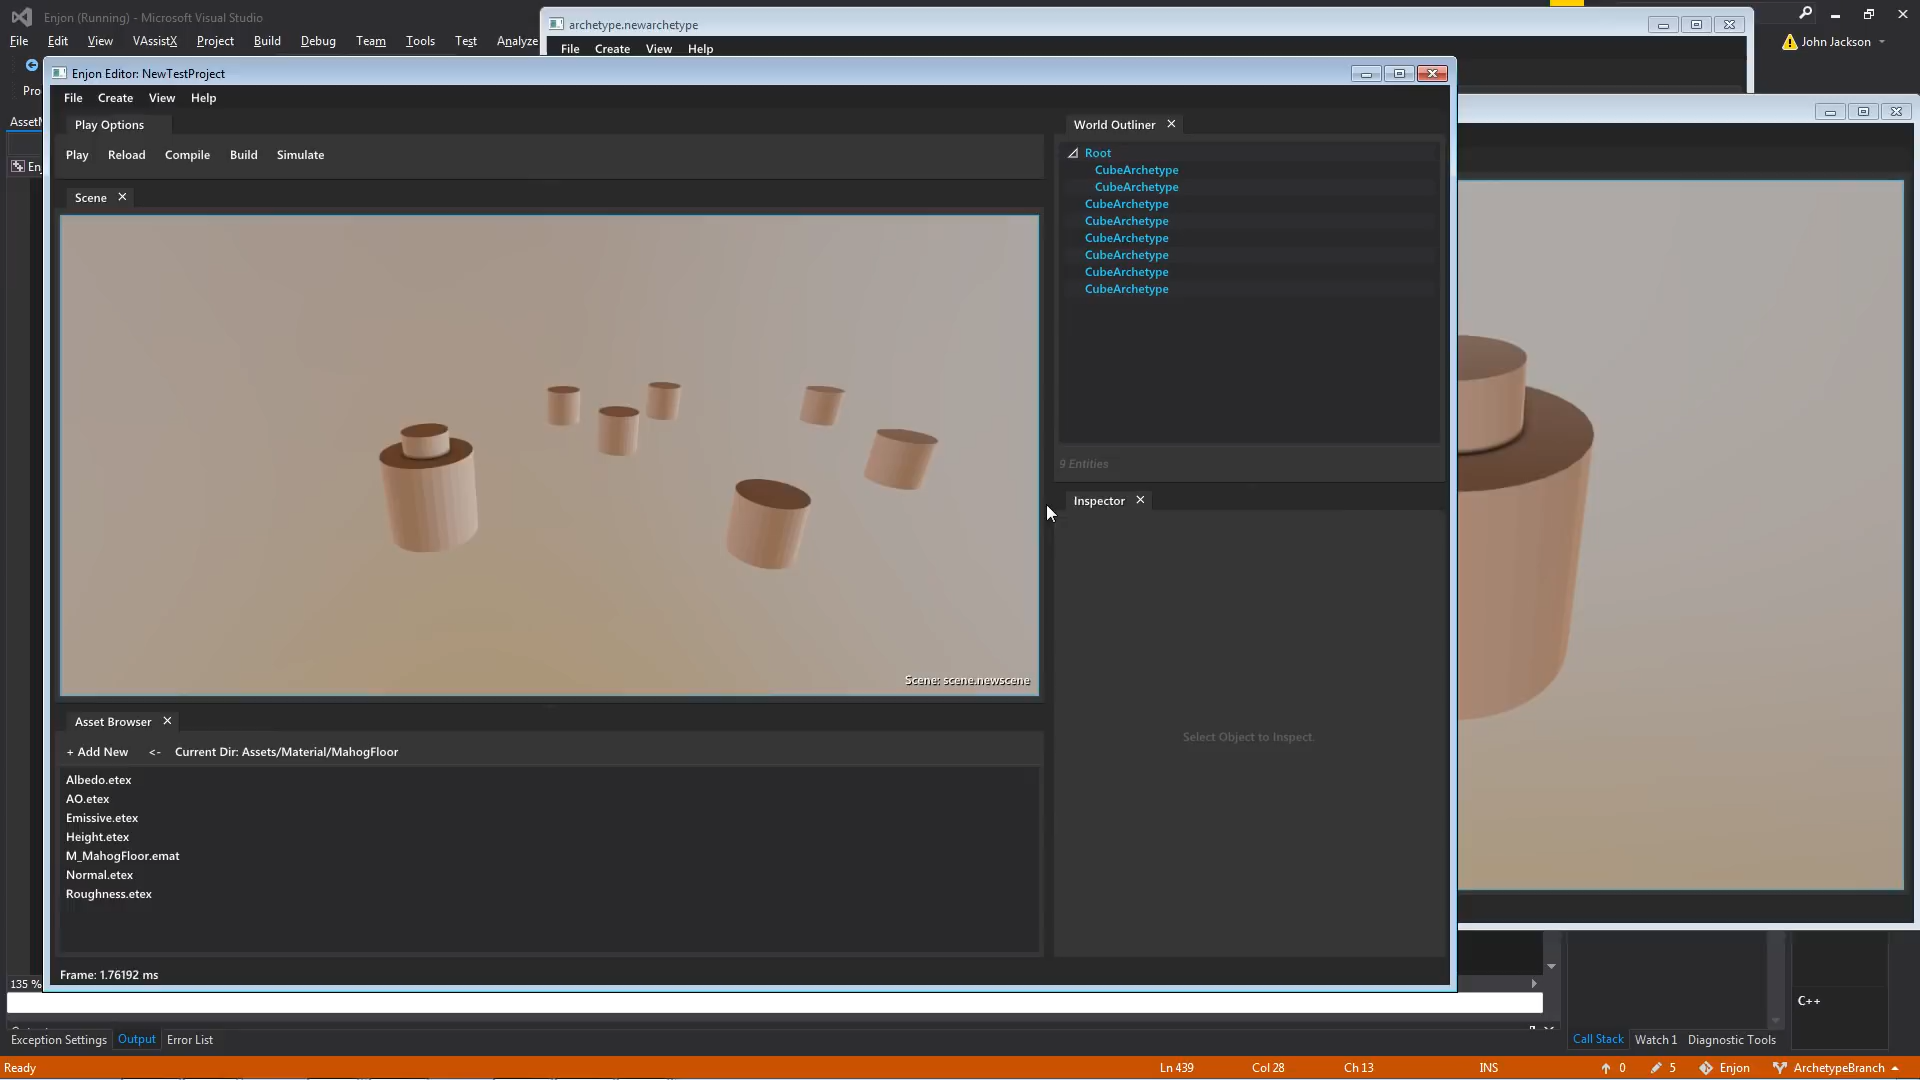 Enjon (Running) - Microsoft Visual Studio
File Edit View VAssistX Project Build Debug Team Tools Test Analyze
John Jackson
archetype.newarchetype
File Create View Help
Enjon Editor: NewTestProject
File Create View Help
Play Options
Play Reload Compile Build Simulate
Scene
Scene: scene.newscene
World Outliner
Root
CubeArchetype
CubeArchetype
CubeArchetype
CubeArchetype
CubeArchetype
CubeArchetype
CubeArchetype
CubeArchetype
9 Entities
Inspector
Select Object to Inspect.
Asset Browser
+ Add New <- Current Dir: Assets/Material/MahogFloor
Albedo.etex
AO.etex
Emissive.etex
Height.etex
M_MahogFloor.emat
Normal.etex
Roughness.etex
Frame: 1.76192 ms
135 %
C++
Exception Settings Output Error List
Call Stack Watch 1 Diagnostic Tools
Ready Ln 439 Col 28 Ch 13 INS 0 5 Enjon ArchetypeBranch